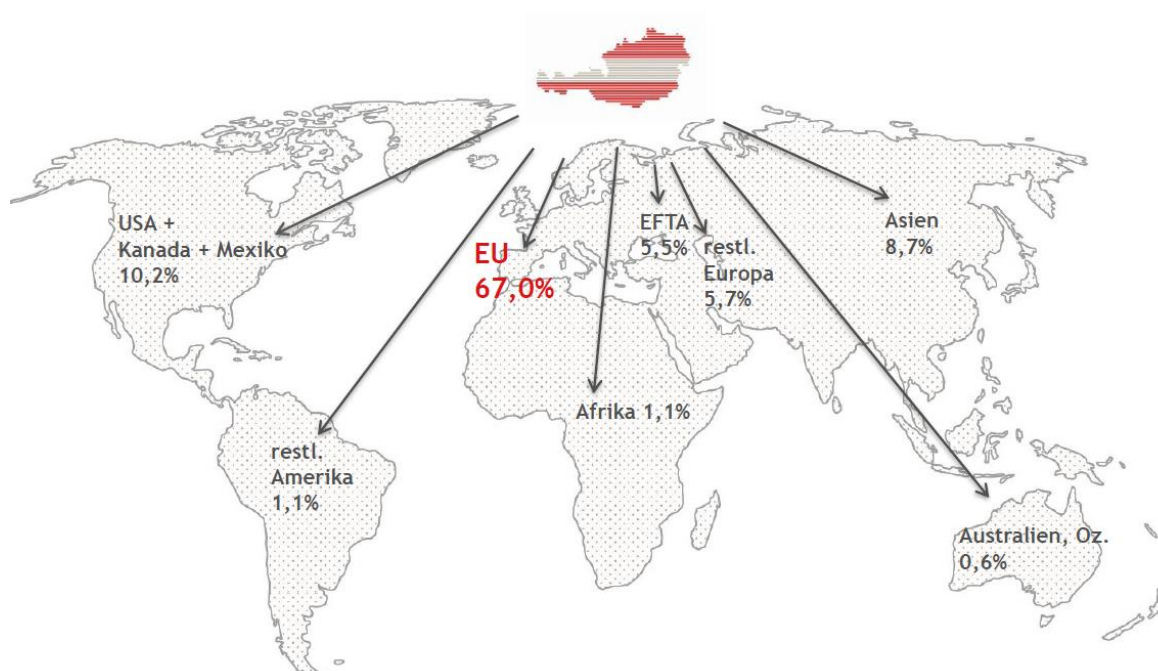 USA +
Kanada + Mexiko
10,2%
EU
67,0%
EFTA
5,5%
restl.
Europa
5,7%
Asien
8,7%
Afrika 1,1%
restl.
Amerika
1,1%
Australien, Oz.
0,6%